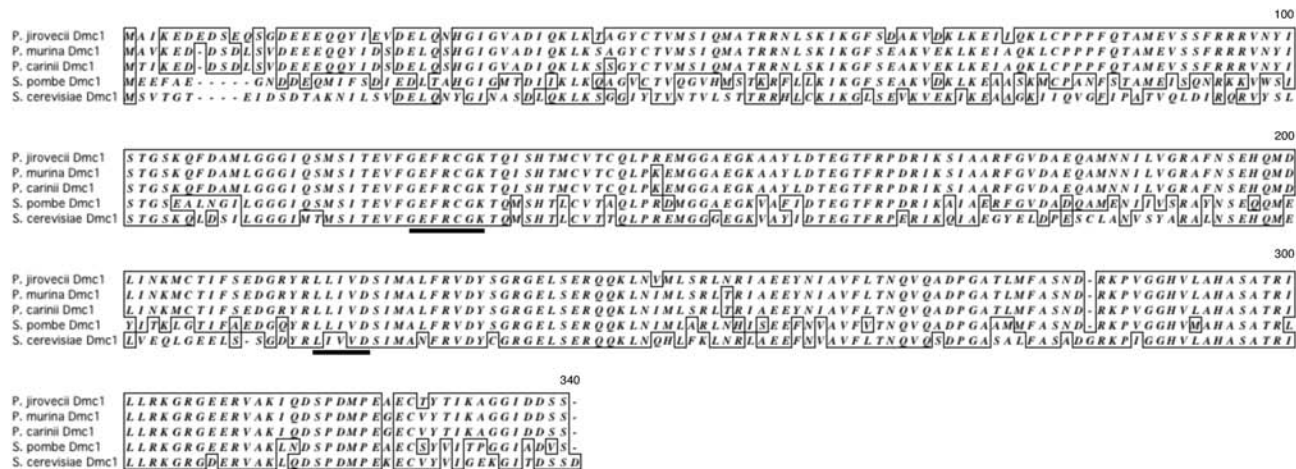 100
P. jirovecii Dmc1 MAIKEDEDSEQSGDEEEQQYIEVDELQNHGIGVADIQKLKTAGYCTVMSIQMATRRNLSKIKGFSDAKVDKLKEIIQKLCPPPFQTAMEVSSFRRRVNYI
P. murina Dmc1 MAVKED-DSDLSVDEEEQQYIDSDELQSHGIGVADIQKLKSAGYCTVMSIQMATRRNLSKIKGFSEAKVEKLKEIAQKLCPPPFQTAMEVSSFRRRVNYI
P. carinii Dmc1 MTIKED-DSDLSVDEEEQQYIDSDELQSHGIGVADIQKLKSSGYCTVMSIQMATRRNLSKIKGFSEAKVEKLKEIAQKLCPPPFQTAMEVSSFRRRVNYI
S. pombe Dmc1 MEEFAE----GNDDEQMIFSDIEDLTAHGIGMTDIIKLKQAGVCTVQGVHMSTKRFLLKIKGFSEAKVDKLKEAASKMCPANFSTAMEISQNRKKVWSI
S. cerevisiae Dmc1 MSVTGT----EIDSDTAKNILSVDELQNYGINASDLQKLKSGGIYTVNTVLSTTRRHLCKIKGLSEVKVEKIKEAAGKIIQVGFIPATVQLDIRQRVYSL
200
P. jirovecii Dmc1 STGSKQFDAMLGGGIQSMSITEVFGEFRCGKTQISHTMCVTCQLPREMGGAEGKAAYLDTEGTFRPDRIKSIAARFGVDAEQAMNNILVGRAFNSEHQMD
P. murina Dmc1 STGSKQFDAMLGGGIQSMSITEVFGEFRCGKTQISHTMCVTCQLPKEMGGAEGKAAYLDTEGTFRPDRIKSIAARFGVDAEQAMNNILVGRAFNSEHQMD
P. carinii Dmc1 STGSKQFDAMLGGGIQSMSITEVFGEFRCGKTQISHTMCVTCQLPKEMGGAEGKAAYLDTEGTFRPDRIKSIAARFGVDAEQAMNNILVGRAFNSEHQMD
S. pombe Dmc1 STGSEALNGILGGGIQSMSITEVFGEFRCGKTQMSHTLCVTAQLPRDMGGAEGKVAFIDTEGTFRPDRIKAIAERFGVDADQAMENIIVSRAYNSEQQME
S. cerevisiae Dmc1 STGSKQLDSILGGGIMTMSITEVFGEFRCGKTQMSHTLCVTTQLPREMGGGEGKVAYIDTEGTFRPERIKQIAEGYELDPESCLANVSYARALNSEHQME
300
P. jirovecii Dmc1 LINKMCTIFSEDGRYRLLIVDSIMALFRVDYSGRGELSERQQKLNVMLSRLNRIAEEYNIAVFLTNQVQADPGATLMFASND-RKPVGGHVLAHASATRI
P. murina Dmc1 LINKMCTIFSEDGRYRLLIVDSIMALFRVDYSGRGELSERQQKLNIMLSRLTRIAEEYNIAVFLTNQVQADPGATLMFASND-RKPVGGHVLAHASATRI
P. carinii Dmc1 LINKMCTIFSEDGRYRLLIVDSIMALFRVDYSGRGELSERQQKLNIMLSRLTRIAEEYNIAVFLTNQVQADPGATLMFASND-RKPVGGHVLAHASATRI
S. pombe Dmc1 YITKLGTIFAEDGQYRLLIVDSIMALFRVDYSGRGELSERQQKLNIMLARLNHISEEFNVAVFVTNQVQADPGAAMMFASND-RKPVGGHVMAHASATRL
S. cerevisiae Dmc1 LVEQLGEELS-SGDYRLIVVDSIMANFRVDYCGRGELSERQQKLNQHLFKLNRLAEEFNVAVFLTNQVQSDPGASALFASADGRKPIGGHVLAHASATRI
340
P. jirovecii Dmc1 LLRKGRGEERVAKIQDSPDMPEAECTYTIKAGGIDDSS-
P. murina Dmc1 LLRKGRGEERVAKIQDSPDMPEGECVYTIKAGGIDDSS-
P. carinii Dmc1 LLRKGRGEERVAKIQDSPDMPEGECVYTIKAGGIDDSS-
S. pombe Dmc1 LLRKGRGEERVAKLNDSPDMPEAECSYVITPGGIADVS-
S. cerevisiae Dmc1 LLRKGRGDERVAKLQDSPDMPEKECVYVIGEKGITDSSD